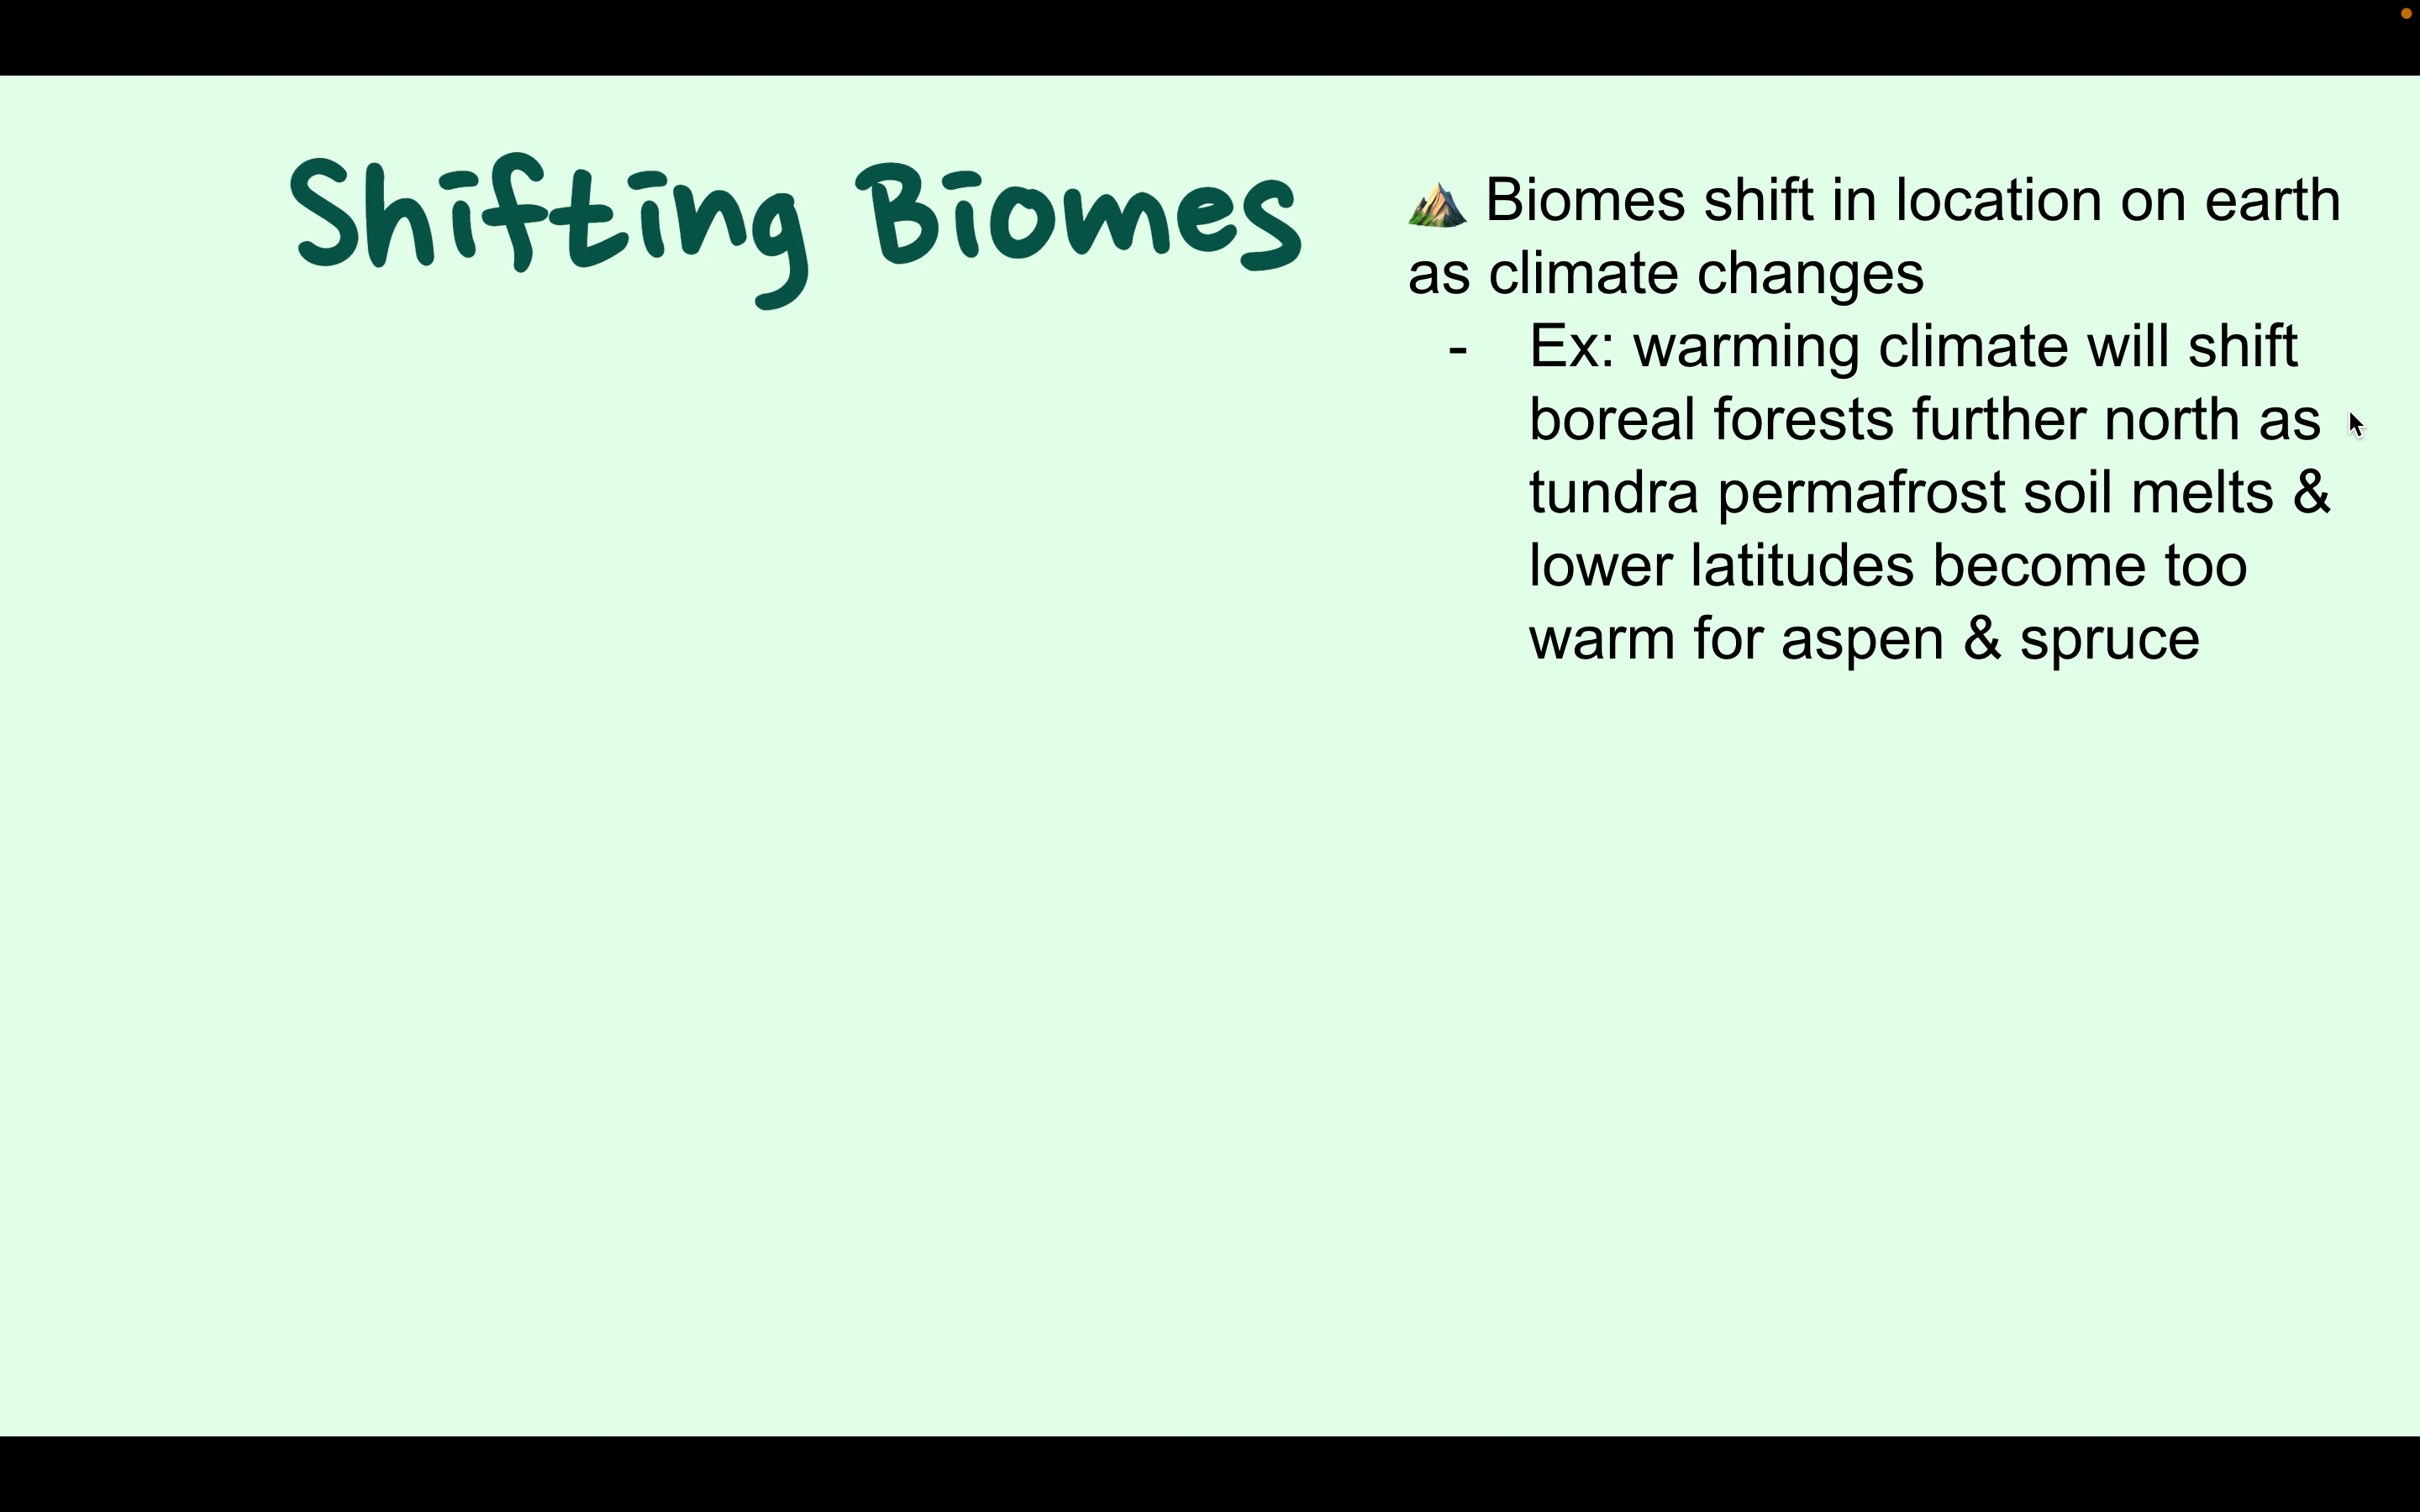 Shifting Biomes
⛰️ Biomes shift in location on earth
as climate changes
- Ex: warming climate will shift
boreal forests further north as
tundra permafrost soil melts &
lower latitudes become too
warm for aspen & spruce